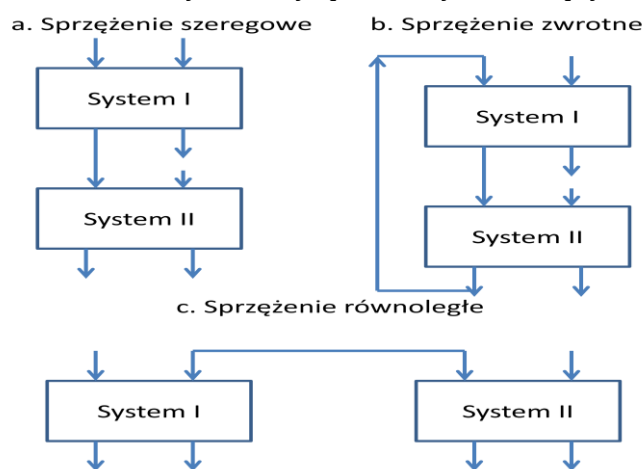 a. Sprzężenie szeregowe
b. Sprzężenie zwrotne
System I
System I
System II
System II
c. Sprzężenie równoległe
System I
System II